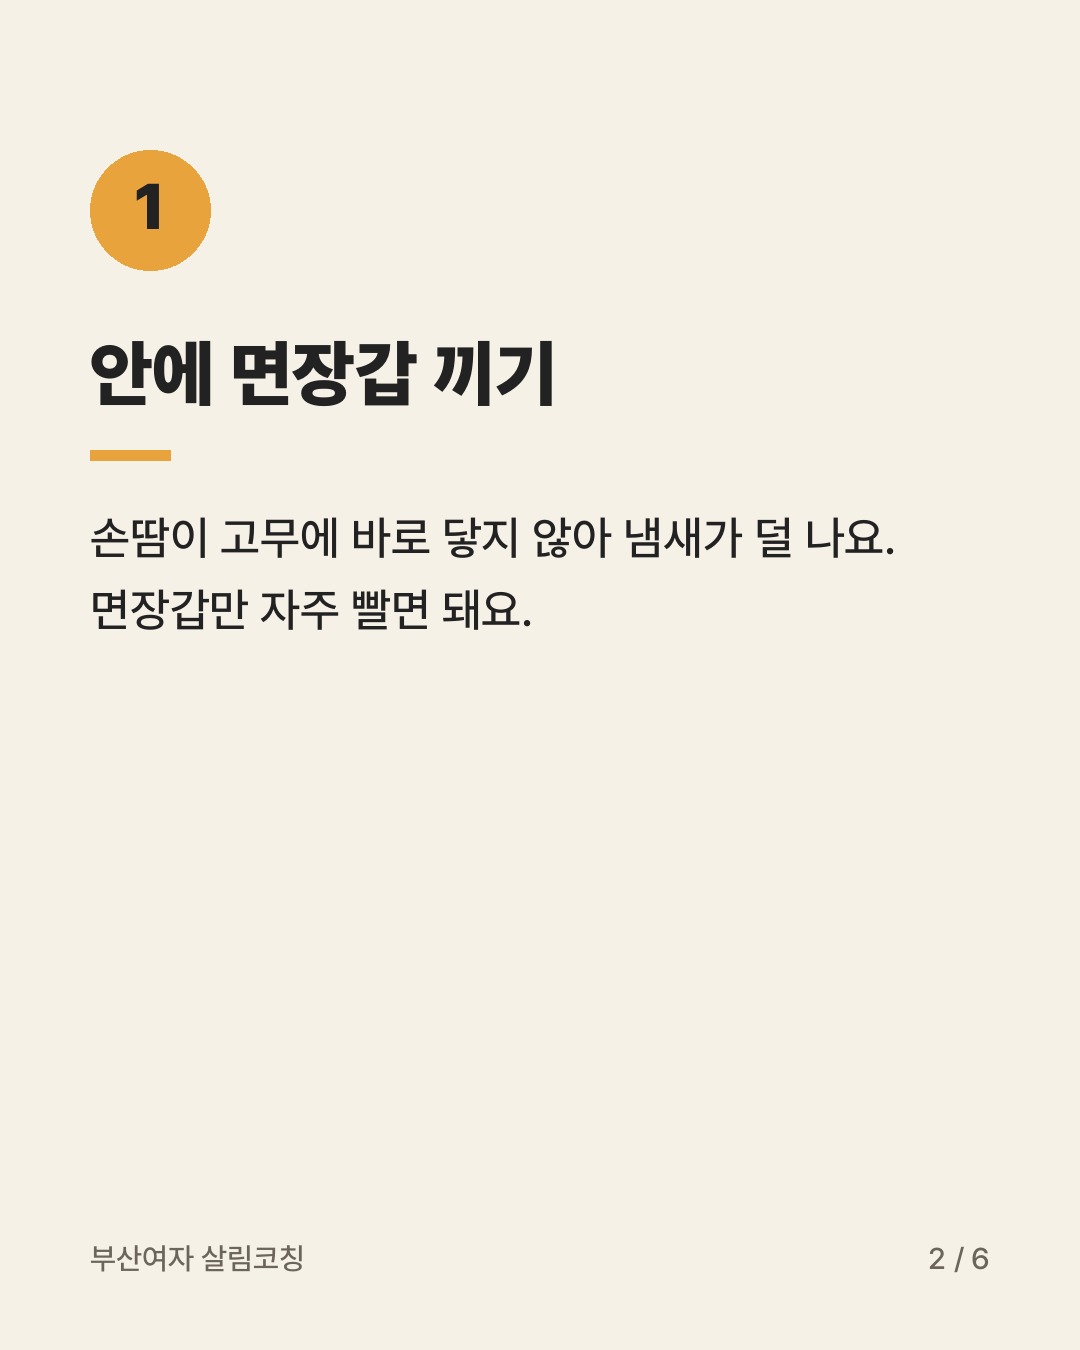 1
안에 면장갑 끼기
손땀이 고무에 바로 닿지 않아 냄새가 덜 나요.
면장갑만 자주 빨면 돼요.
부산여자 살림코칭
2 / 6